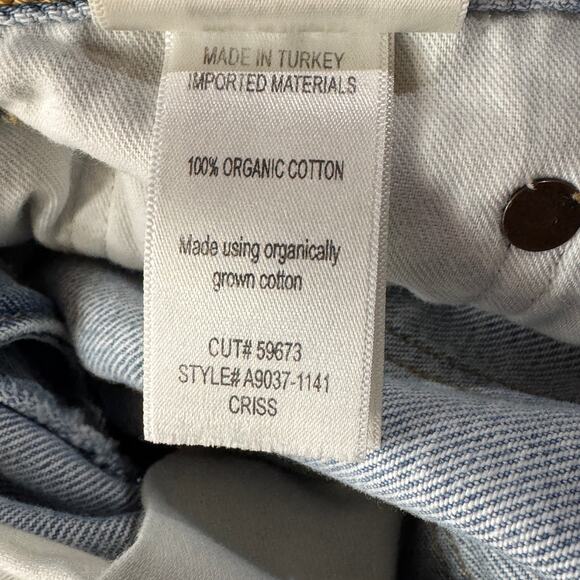 MADE IN TURKEY
IMPORTED MATERIALS
100% ORGANIC COTTON
Made using organically
grown cotton
CUT# 59673
STYLE# A9037-1141
CRISS